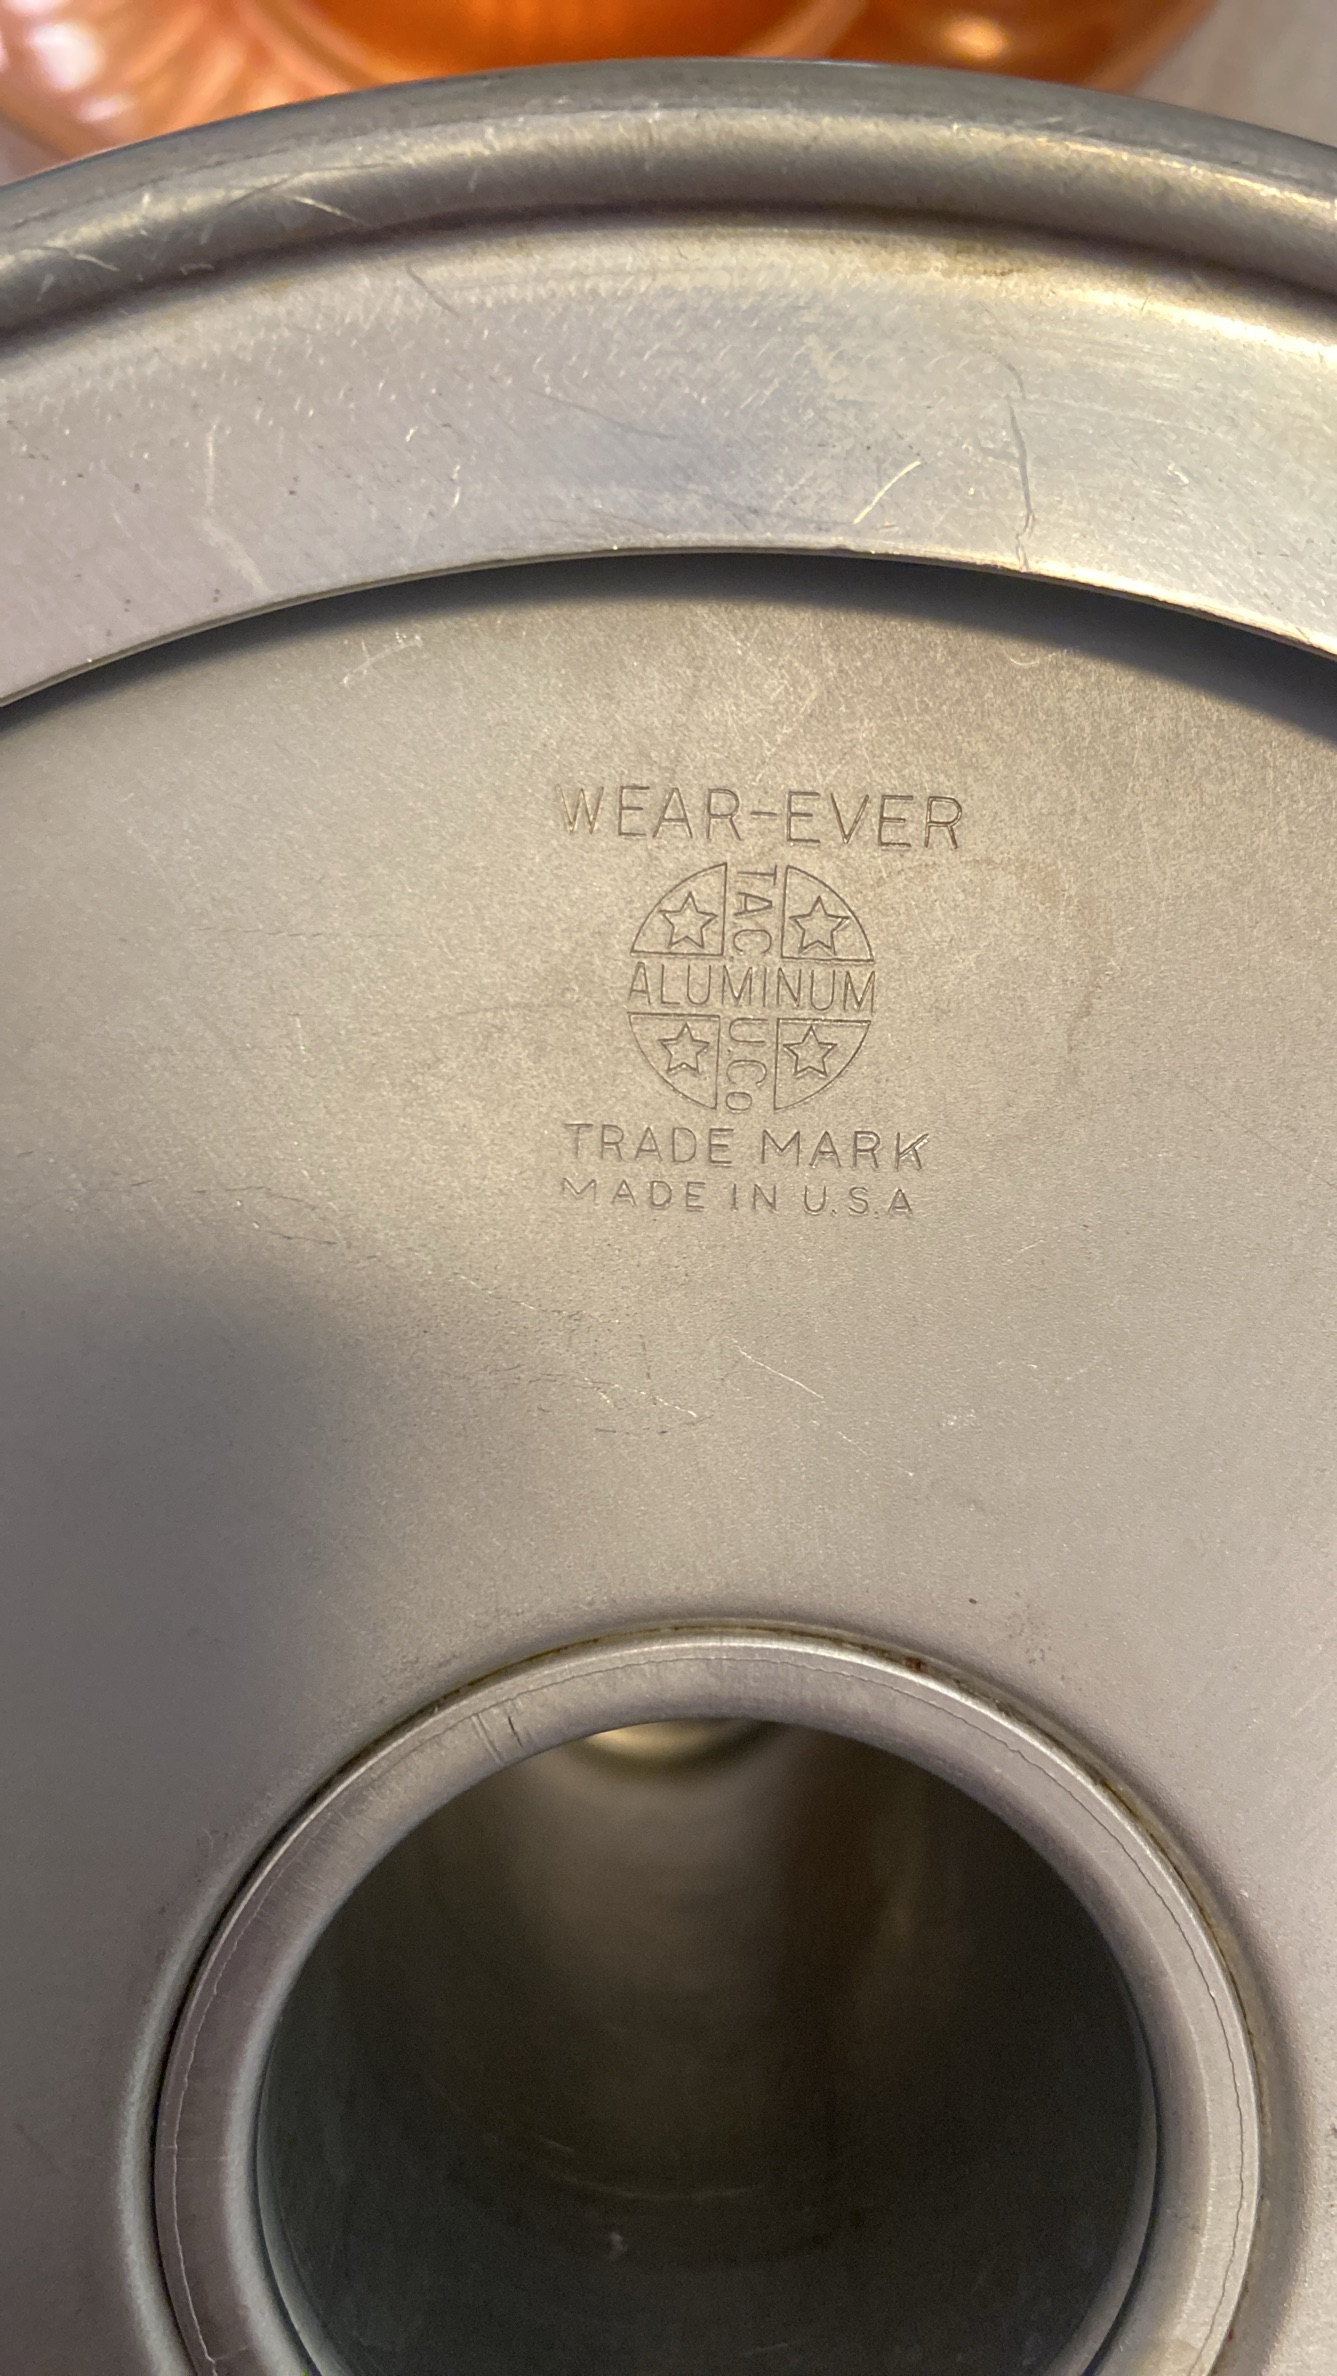 WEAR-EVER
TAC
ALUMINUM
U.Co
TRADE MARK
MADE IN U.S.A